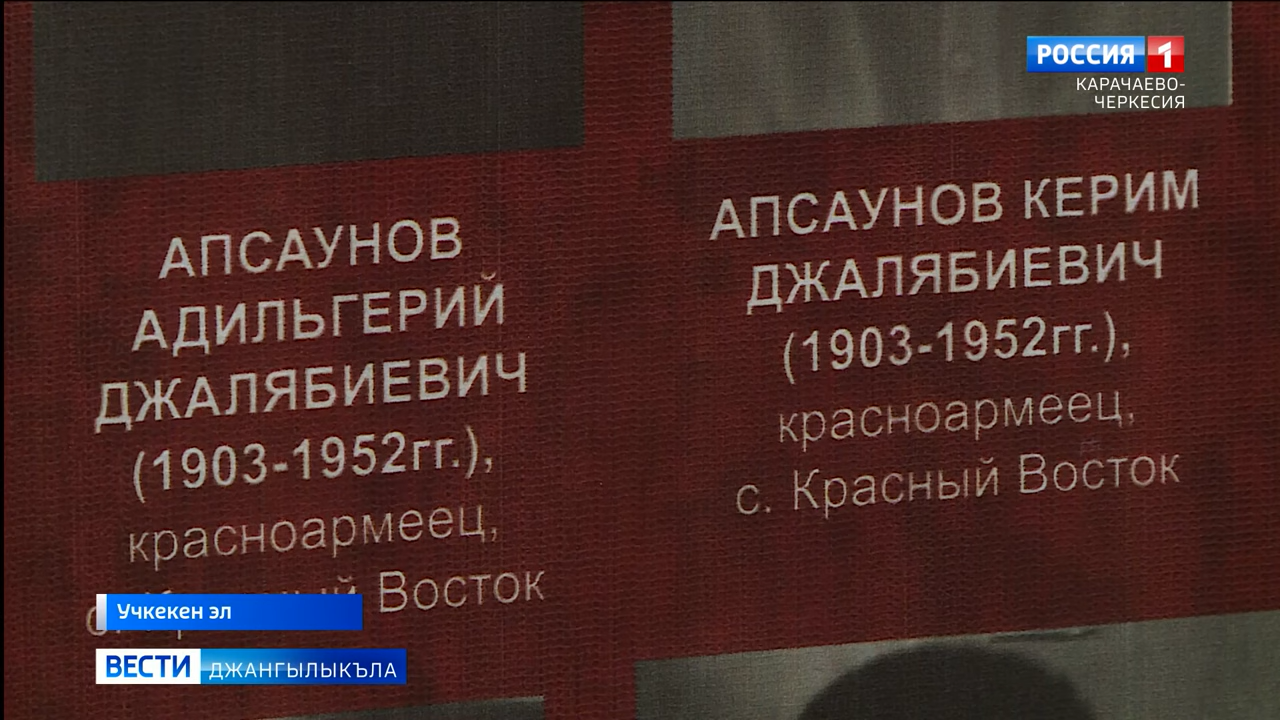 РОССИЯ 1
КАРАЧАЕВО-
ЧЕРКЕСИЯ
АПСАУНОВ
АДИЛЬГЕРИЙ
ДЖАЛЯБИЕВИЧ
(1903-1952гг.),
красноармеец,
Восток
АПСАУНОВ КЕРИМ
ДЖАЛЯБИЕВИЧ
(1903-1952гг.),
красноармеец,
с. Красный Восток
Учкекен эл
ВЕСТИ ДЖАНГЫЛЫКЪЛА